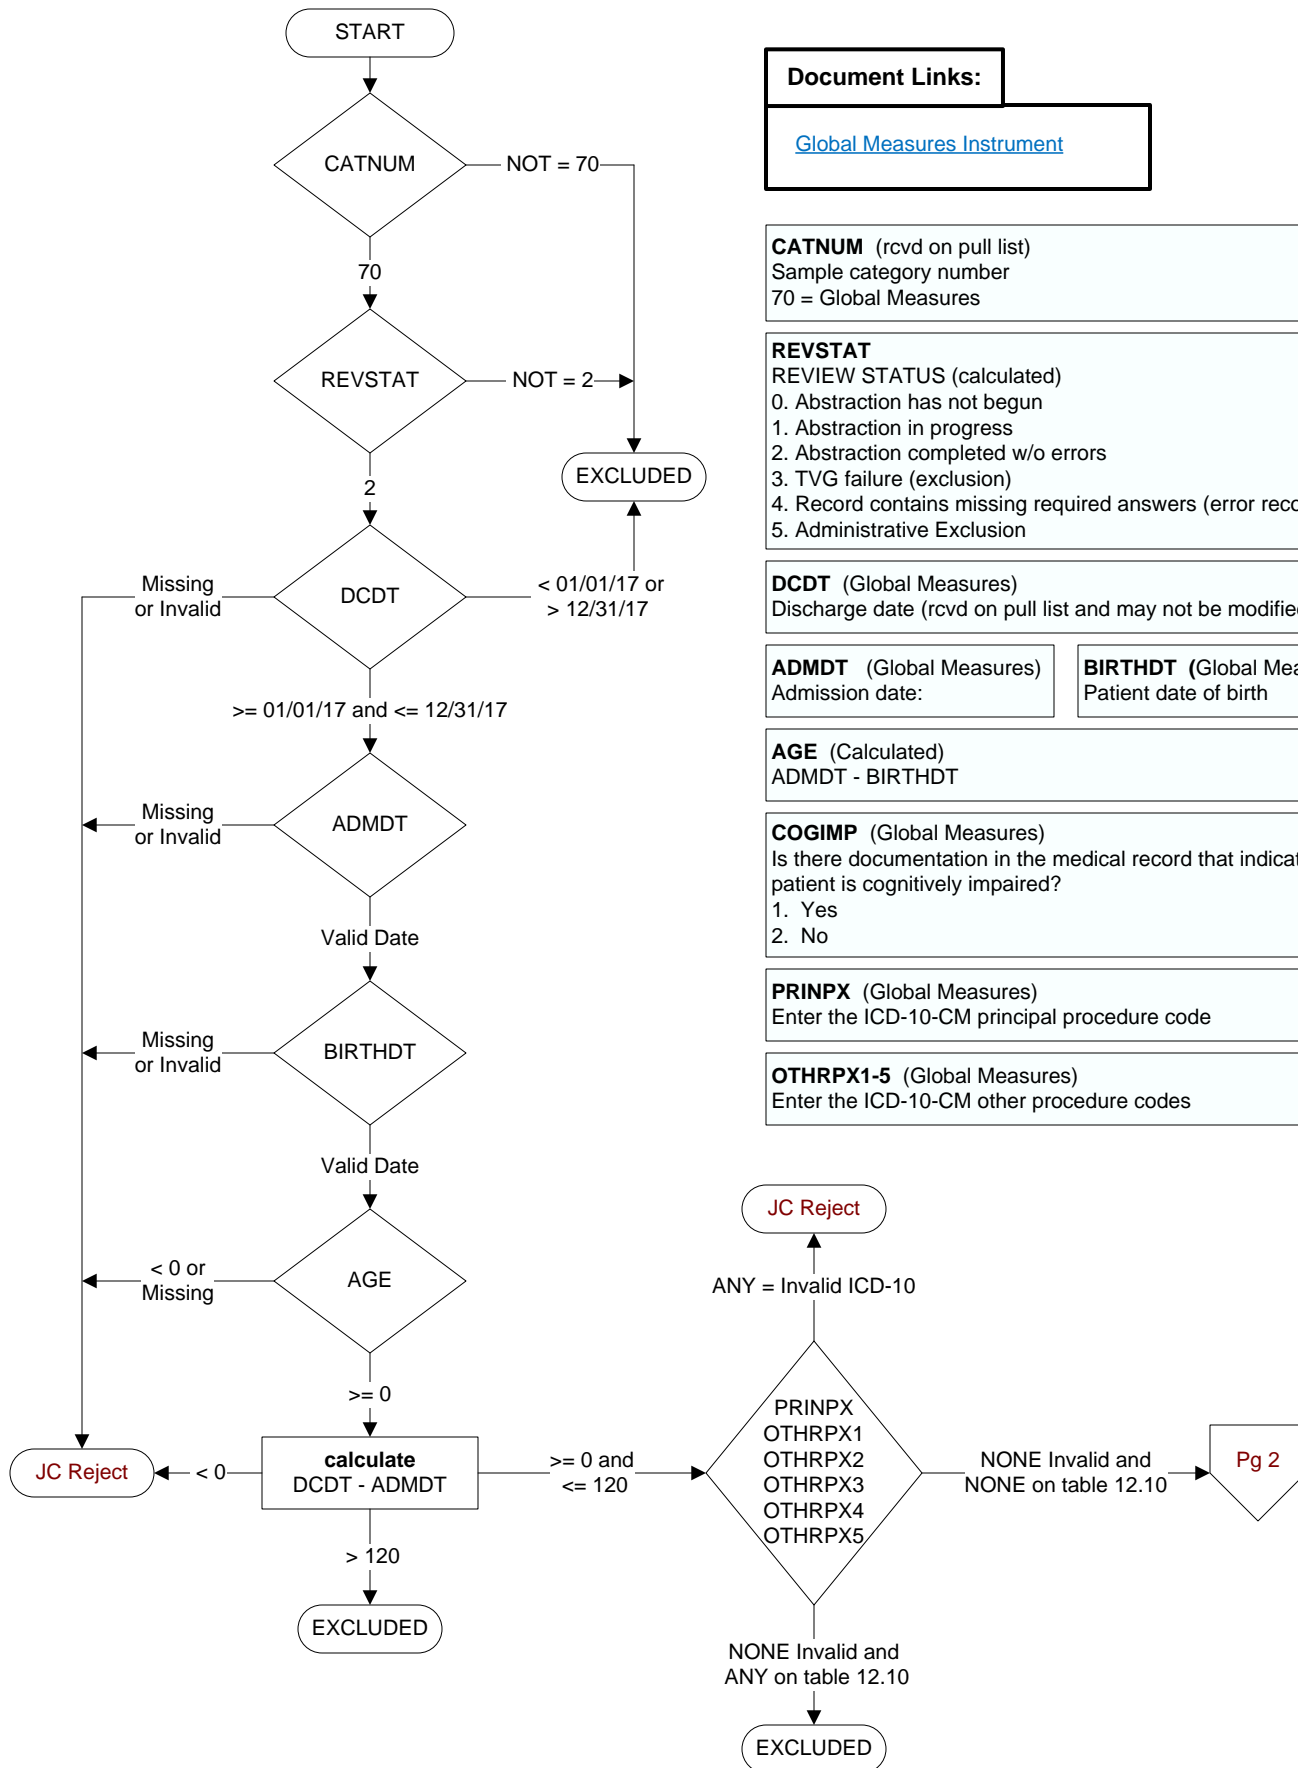 START
CATNUM
NOT = 70
70
REVSTAT
NOT = 2
2
EXCLUDED
DCDT
Missing
or Invalid
< 01/01/17 or
> 12/31/17
>= 01/01/17 and <= 12/31/17
ADMDT
Missing
or Invalid
Valid Date
BIRTHDT
Missing
or Invalid
Valid Date
AGE
< 0 or
Missing
>= 0
calculate
DCDT - ADMDT
< 0
JC Reject
> 120
EXCLUDED
>= 0 and
<= 120
PRINPX
OTHRPX1
OTHRPX2
OTHRPX3
OTHRPX4
OTHRPX5
ANY = Invalid ICD-10
JC Reject
NONE Invalid and
NONE on table 12.10
Pg 2
NONE Invalid and
ANY on table 12.10
EXCLUDED
Document Links:
Global Measures Instrument
CATNUM (rcvd on pull list)
Sample category number
70 = Global Measures
REVSTAT
REVIEW STATUS (calculated)
0. Abstraction has not begun
1. Abstraction in progress
2. Abstraction completed w/o errors
3. TVG failure (exclusion)
4. Record contains missing required answers (error reco
5. Administrative Exclusion
DCDT (Global Measures)
Discharge date (rcvd on pull list and may not be modified
ADMDT (Global Measures)
Admission date:
BIRTHDT (Global Mea
Patient date of birth
AGE (Calculated)
ADMDT - BIRTHDT
COGIMP (Global Measures)
Is there documentation in the medical record that indicat
patient is cognitively impaired?
1. Yes
2. No
PRINPX (Global Measures)
Enter the ICD-10-CM principal procedure code
OTHRPX1-5 (Global Measures)
Enter the ICD-10-CM other procedure codes